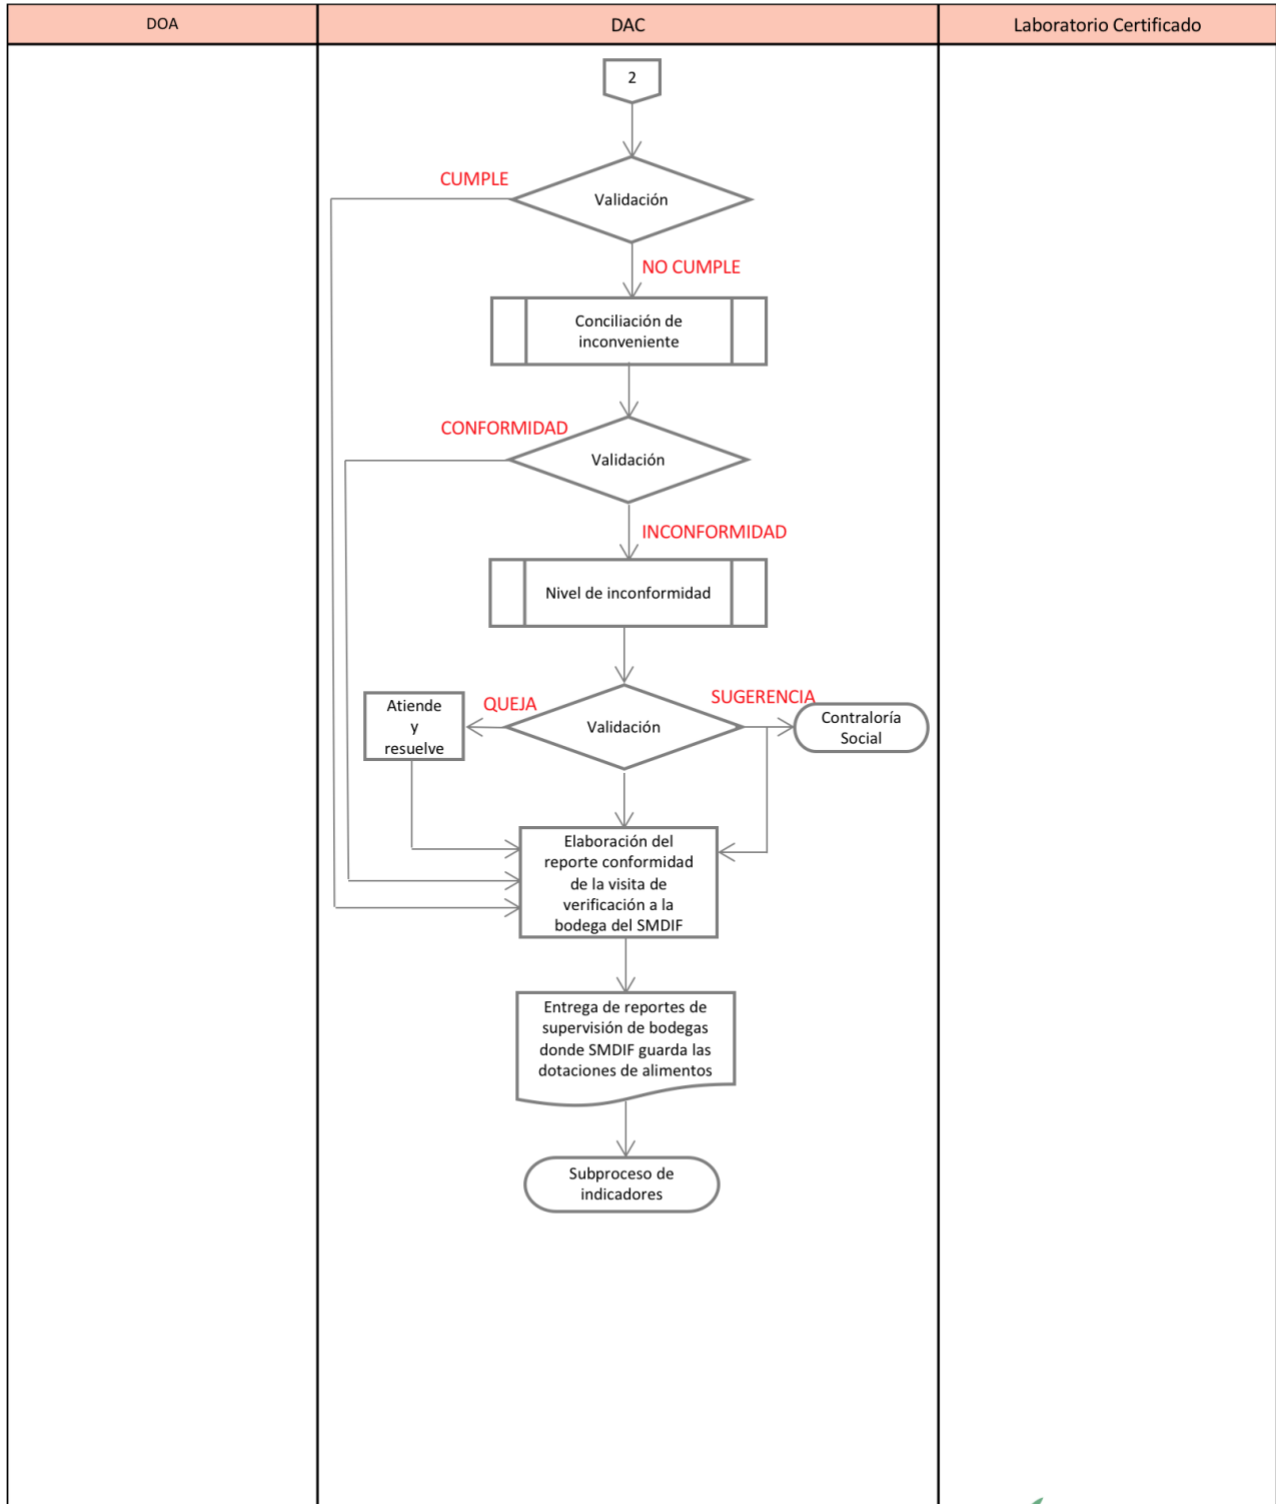 DOA
DAC
Laboratorio Certificado
2
CUMPLE
Validación
NO CUMPLE
Conciliación de
inconveniente
CONFORMIDAD
Validación
INCONFORMIDAD
Nivel de inconformidad
Atiende
y
resuelve
QUEJA
Validación
SUGERENCIA
Contraloría
Social
Elaboración del
reporte conformidad
de la visita de
verificación a la
bodega del SMDIF
Entrega de reportes de
supervisión de bodegas
donde SMDIF guarda las
dotaciones de alimentos
Subproceso de
indicadores